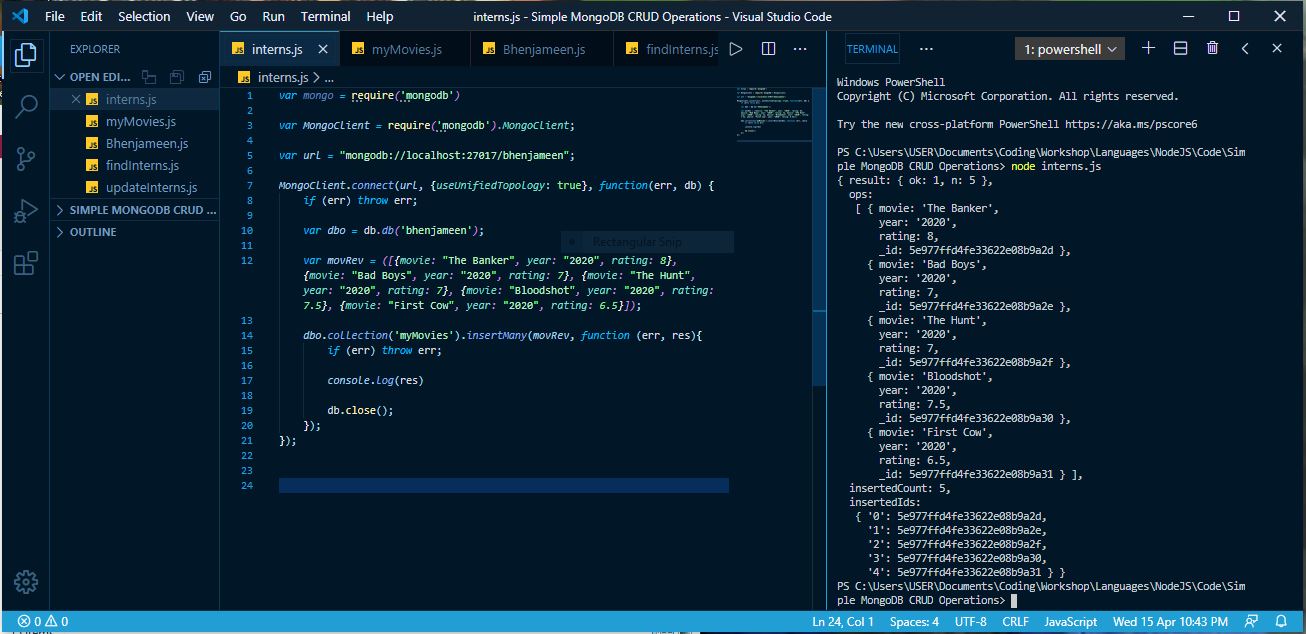 File Edit Selection View Go Run Terminal Help
interns.js - Simple MongoDB CRUD Operations - Visual Studio Code
EXPLORER
OPEN EDI...
JS interns.js
JS myMovies.js
JS Bhenjameen.js
JS findInterns.js
JS updateInterns.js
SIMPLE MONGODB CRUD ...
OUTLINE
JS interns.js
JS myMovies.js
JS Bhenjameen.js
JS findInterns.js
JS interns.js > ...
1 var mongo = require('mongodb')
2
3 var MongoClient = require('mongodb').MongoClient;
4
5 var url = "mongodb://localhost:27017/bhenjameen";
6
7 MongoClient.connect(url, {useUnifiedTopology: true}, function(err, db) {
8 if (err) throw err;
9
10 var dbo = db.db('bhenjameen');
Rectangular Snip
11
12 var movRev = ([{movie: "The Banker", year: "2020", rating: 8},
{movie: "Bad Boys", year: "2020", rating: 7}, {movie: "The Hunt",
year: "2020", rating: 7}, {movie: "Bloodshot", year: "2020", rating:
7.5}, {movie: "First Cow", year: "2020", rating: 6.5}]);
13
14 dbo.collection('myMovies').insertMany(movRev, function (err, res){
15 if (err) throw err;
16
17 console.log(res)
18
19 db.close();
20 });
21 });
22
23
24
TERMINAL
1: powershell
Windows PowerShell
Copyright (C) Microsoft Corporation. All rights reserved.
Try the new cross-platform PowerShell https://aka.ms/pscore6
PS C:\Users\USER\Documents\Coding\Workshop\Languages\NodeJS\Code\Sim
ple MongoDB CRUD Operations> node interns.js
{ result: { ok: 1, n: 5 },
ops:
[ { movie: 'The Banker',
year: '2020',
rating: 8,
_id: 5e977ffd4fe33622e08b9a2d },
{ movie: 'Bad Boys',
year: '2020',
rating: 7,
_id: 5e977ffd4fe33622e08b9a2e },
{ movie: 'The Hunt',
year: '2020',
rating: 7,
_id: 5e977ffd4fe33622e08b9a2f },
{ movie: 'Bloodshot',
year: '2020',
rating: 7.5,
_id: 5e977ffd4fe33622e08b9a30 },
{ movie: 'First Cow',
year: '2020',
rating: 6.5,
_id: 5e977ffd4fe33622e08b9a31 } ],
insertedCount: 5,
insertedIds:
{ '0': 5e977ffd4fe33622e08b9a2d,
'1': 5e977ffd4fe33622e08b9a2e,
'2': 5e977ffd4fe33622e08b9a2f,
'3': 5e977ffd4fe33622e08b9a30,
'4': 5e977ffd4fe33622e08b9a31 } }
PS C:\Users\USER\Documents\Coding\Workshop\Languages\NodeJS\Code\Sim
ple MongoDB CRUD Operations>
0 0
Ln 24, Col 1 Spaces: 4 UTF-8 CRLF JavaScript Wed 15 Apr 10:43 PM